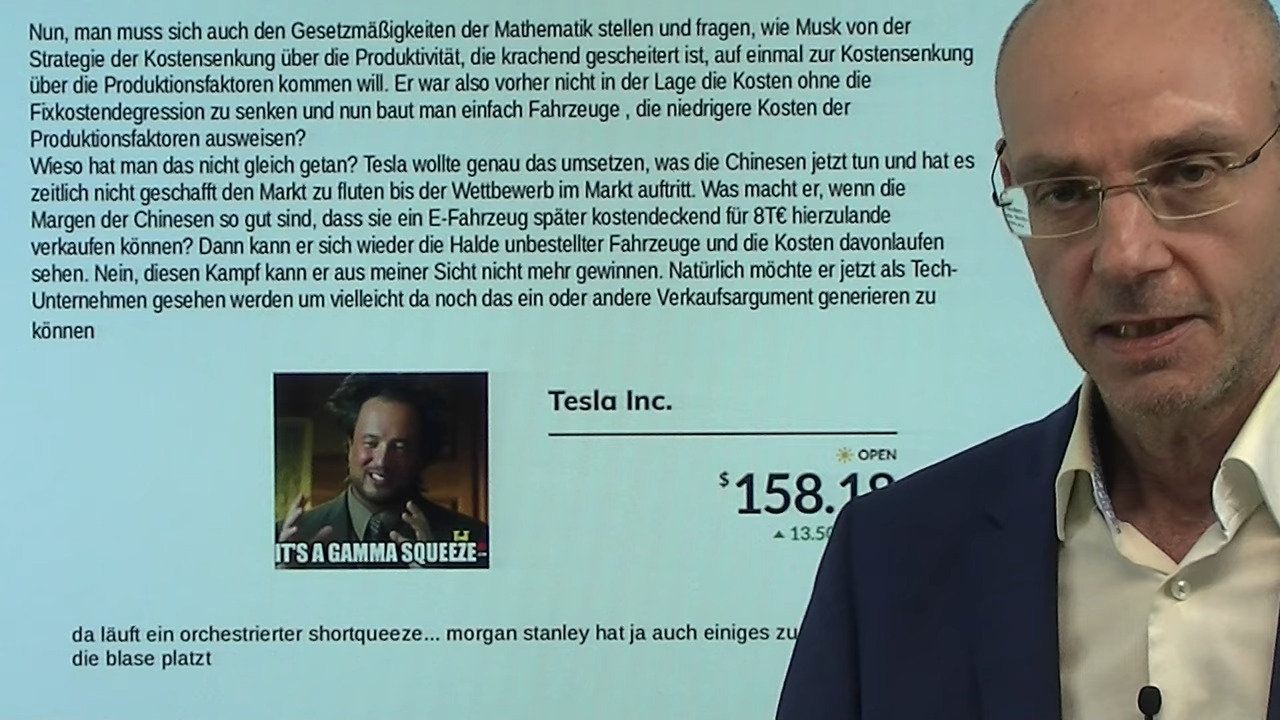 Nun, man muss sich auch den Gesetzmäßigkeiten der Mathematik stellen und fragen, wie Musk von der
Strategie der Kostensenkung über die Produktivität, die krachend gescheitert ist, auf einmal zur Kostensenkung
über die Produktionsfaktoren kommen will. Er war also vorher nicht in der Lage die Kosten ohne die
Fixkostendegression zu senken und nun baut man einfach Fahrzeuge , die niedrigere Kosten der
Produktionsfaktoren ausweisen?
Wieso hat man das nicht gleich getan? Tesla wollte genau das umsetzen, was die Chinesen jetzt tun und hat es
zeitlich nicht geschafft den Markt zu fluten bis der Wettbewerb im Markt auftritt. Was macht er, wenn die
Margen der Chinesen so gut sind, dass sie ein E-Fahrzeug später kostendeckend für 8T€ hierzulande
verkaufen können? Dann kann er sich wieder die Halde unbestellter Fahrzeuge und die Kosten davonlaufen
sehen. Nein, diesen Kampf kann er aus meiner Sicht nicht mehr gewinnen. Natürlich möchte er jetzt als Tech-
Unternehmen gesehen werden um vielleicht da noch das ein oder andere Verkaufsargument generieren zu
können
Tesla Inc.
OPEN
$158.18
▲ 13.50
IT'S A GAMMA SQUEEZE
da läuft ein orchestrierter shortqueeze... morgan stanley hat ja auch einiges zu
die blase platzt